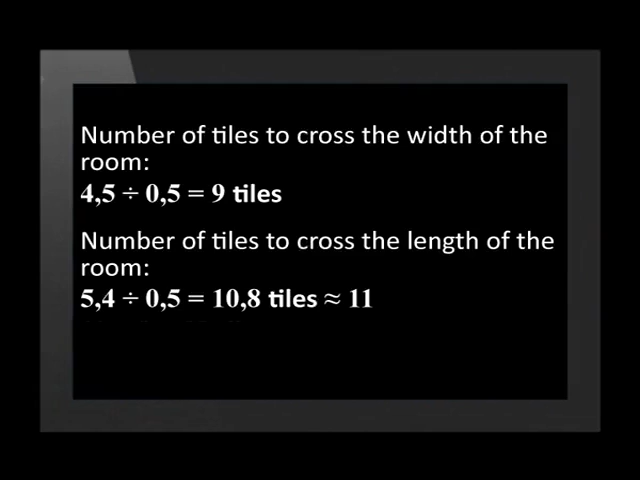 Number of tiles to cross the width of the
room:
4,5 ÷ 0,5 = 9 tiles
Number of tiles to cross the length of the
room:
5,4 ÷ 0,5 = 10,8 tiles ≈ 11